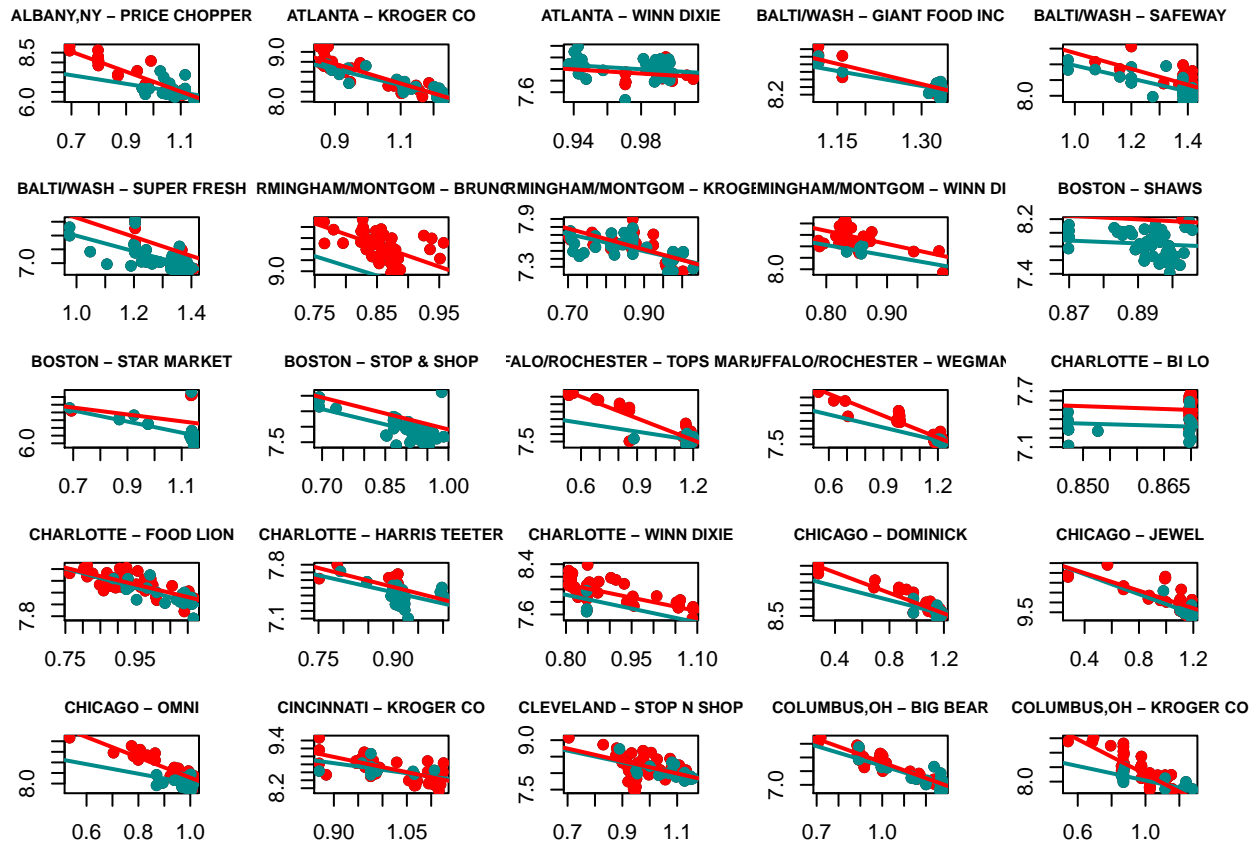 ALBANY,NY – PRICE CHOPPER
8.5
6.0
0.7 0.9 1.1
ATLANTA – KROGER CO
9.0
8.0
0.9 1.1
ATLANTA – WINN DIXIE
7.6
0.94 0.98
BALTI/WASH – GIANT FOOD INC
8.2
1.15 1.30
BALTI/WASH – SAFEWAY
8.0
1.0 1.2 1.4
BALTI/WASH – SUPER FRESH
7.0
1.0 1.2 1.4
RMINGHAM/MONTGOM – BRUN
9.0
0.75 0.85 0.95
RMINGHAM/MONTGOM – KROGE
7.9
7.3
0.70 0.90
MINGHAM/MONTGOM – WINN DI
8.0
0.80 0.90
BOSTON – SHAWS
8.2
7.4
0.87 0.89
BOSTON – STAR MARKET
6.0
0.7 0.9 1.1
BOSTON – STOP & SHOP
7.5
0.70 0.85 1.00
FALO/ROCHESTER – TOPS MAR
7.5
0.6 0.9 1.2
UFFALO/ROCHESTER – WEGMAN
7.5
0.6 0.9 1.2
CHARLOTTE – BI LO
7.7
7.1
0.850 0.865
CHARLOTTE – FOOD LION
7.8
0.75 0.95
CHARLOTTE – HARRIS TEETER
7.8
7.1
0.75 0.90
CHARLOTTE – WINN DIXIE
8.4
7.6
0.80 0.95 1.10
CHICAGO – DOMINICK
8.5
0.4 0.8 1.2
CHICAGO – JEWEL
9.5
0.4 0.8 1.2
CHICAGO – OMNI
8.0
0.6 0.8 1.0
CINCINNATI – KROGER CO
9.4
8.2
0.90 1.05
CLEVELAND – STOP N SHOP
9.0
7.5
0.7 0.9 1.1
COLUMBUS,OH – BIG BEAR
7.0
0.7 1.0
COLUMBUS,OH – KROGER CO
8.0
0.6 1.0